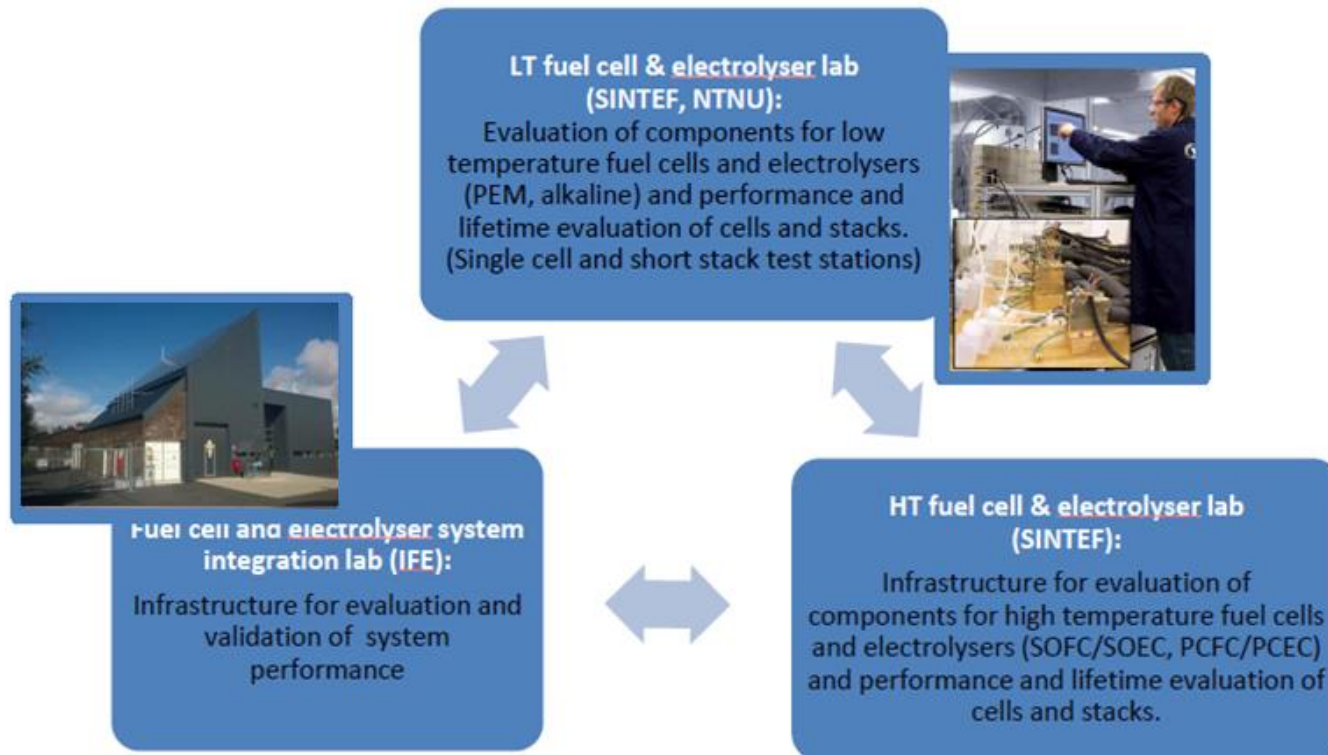 LT fuel cell & electrolyser lab
(SINTEF, NTNU):
Evaluation of components for low
temperature fuel cells and electrolysers
(PEM, alkaline) and performance and
lifetime evaluation of cells and stacks.
(Single cell and short stack test stations)
Fuel cell and electrolyser system
integration lab (IFE):
Infrastructure for evaluation and
validation of system
performance
HT fuel cell & electrolyser lab
(SINTEF):
Infrastructure for evaluation of
components for high temperature fuel cells
and electrolysers (SOFC/SOEC, PCFC/PCEC)
and performance and lifetime evaluation of
cells and stacks.